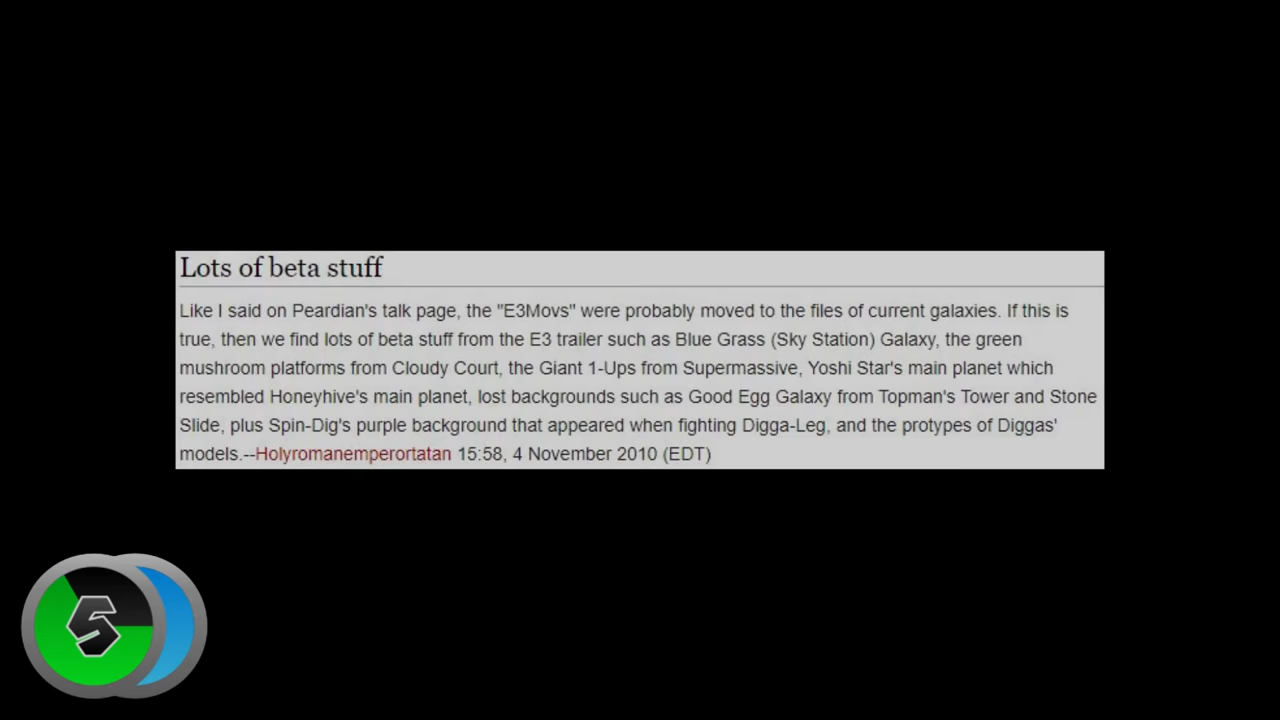 Lots of beta stuff
Like I said on Peardian's talk page, the "E3Movs" were probably moved to the files of current galaxies. If this is
true, then we find lots of beta stuff from the E3 trailer such as Blue Grass (Sky Station) Galaxy, the green
mushroom platforms from Cloudy Court, the Giant 1-Ups from Supermassive, Yoshi Star's main planet which
resembled Honeyhive's main planet, lost backgrounds such as Good Egg Galaxy from Topman's Tower and Stone
Slide, plus Spin-Dig's purple background that appeared when fighting Digga-Leg, and the protypes of Diggas'
models.--Holyromanemperortatan 15:58, 4 November 2010 (EDT)
5